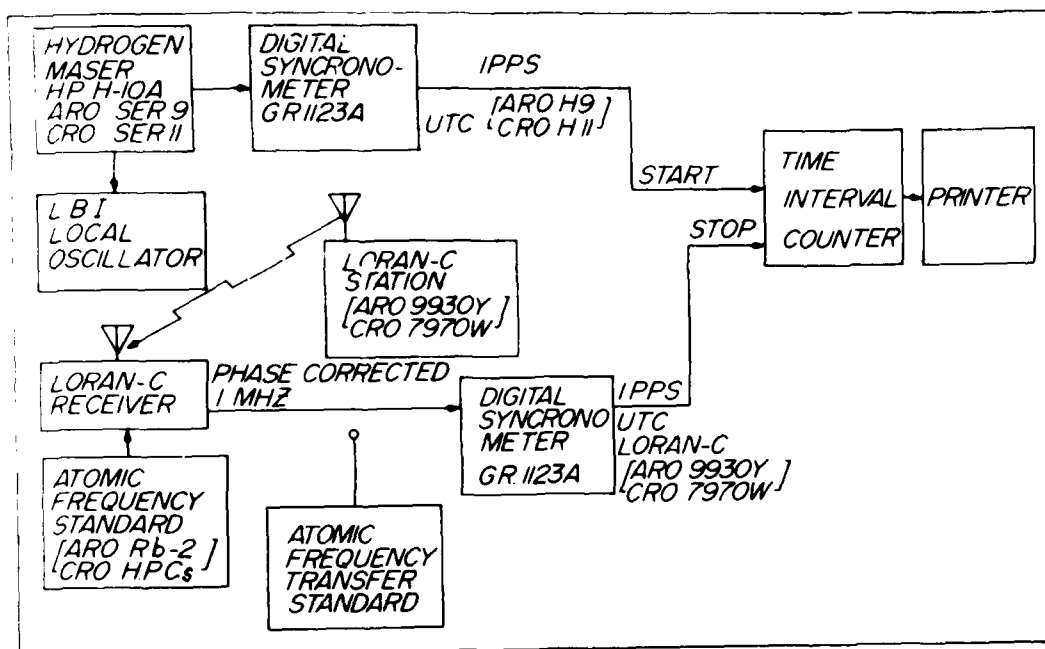 HYDROGEN
MASER
HP H-10A
ARO SER 9
CRO SER 11
DIGITAL
SYNCRONO-
METER
GR1123A
1PPS
UTC [ARO H9
CRO H11]
START
TIME
INTERVAL
COUNTER
PRINTER
STOP
LBI
LOCAL
OSCILLATOR
LORAN-C
STATION
[ARO 9930Y
CRO 7970W]
LORAN-C
RECEIVER
PHASE CORRECTED
1 MHZ
DIGITAL
SYNCRONO
METER
GR.1123A
1PPS
UTC
LORAN-C
[ARO 9930Y
CRO 7970W]
ATOMIC
FREQUENCY
STANDARD
[ARO Rb-2
CRO H.P.Cs]
ATOMIC
FREQUENCY
TRANSFER
STANDARD